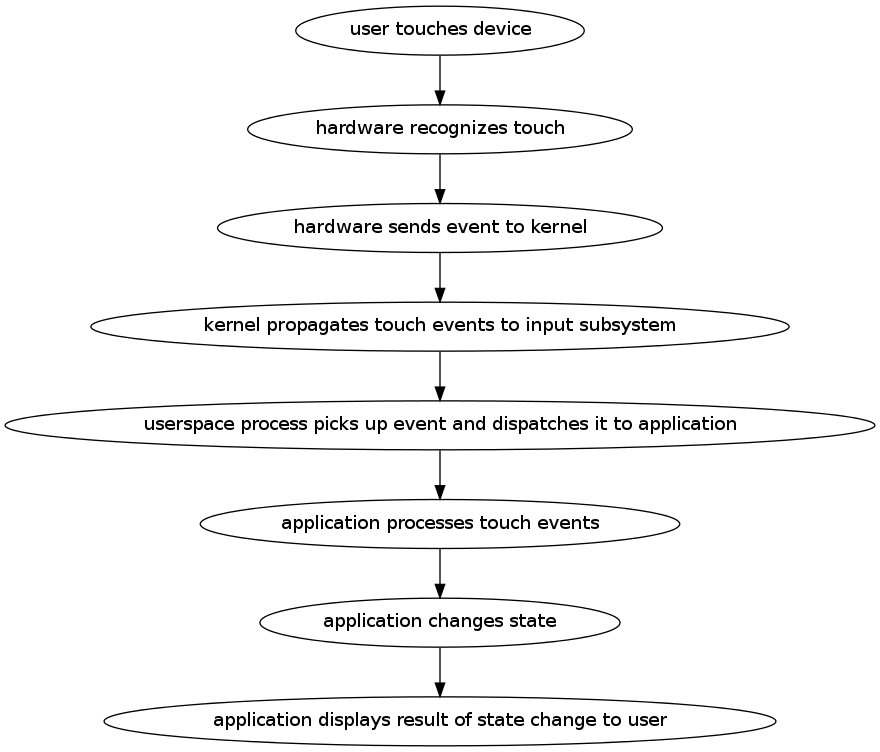 user touches device
hardware recognizes touch
hardware sends event to kernel
kernel propagates touch events to input subsystem
userspace process picks up event and dispatches it to application
application processes touch events
application changes state
application displays result of state change to user